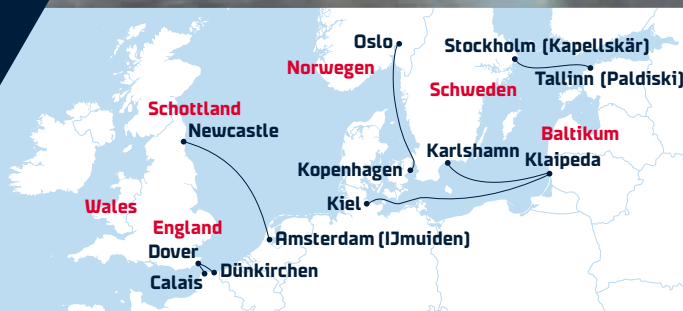 Oslo
Stockholm (Kapellskär)
Norwegen
Tallinn (Paldiski)
Schweden
Schottland
Newcastle
Baltikum
Karlshamn
Klaipeda
Kopenhagen
Kiel
Wales
England
Amsterdam (IJmuiden)
Dover
Dünkirchen
Calais